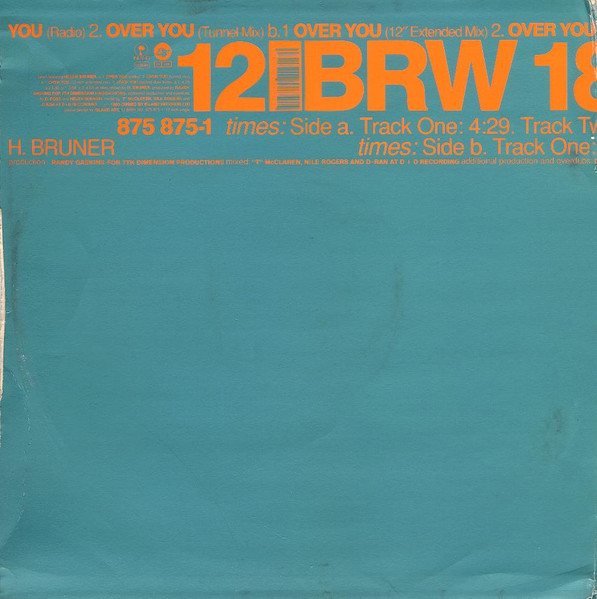 YOU (Radio) 2. OVER YOU (Tunnel Mix) b.1 OVER YOU (12" Extended Mix) 2. OVER YOU
12 BRW 18
875 875-1 times: Side a. Track One: 4:29. Track Tw
H. BRUNER times: Side b. Track One:
production: RANDY GASKINS FOR 7TH DIMENSION PRODUCTIONS mixed: "T" McCLAREN, NILE ROGERS AND D-RAN AT D + D RECORDING additional production and overdubs: